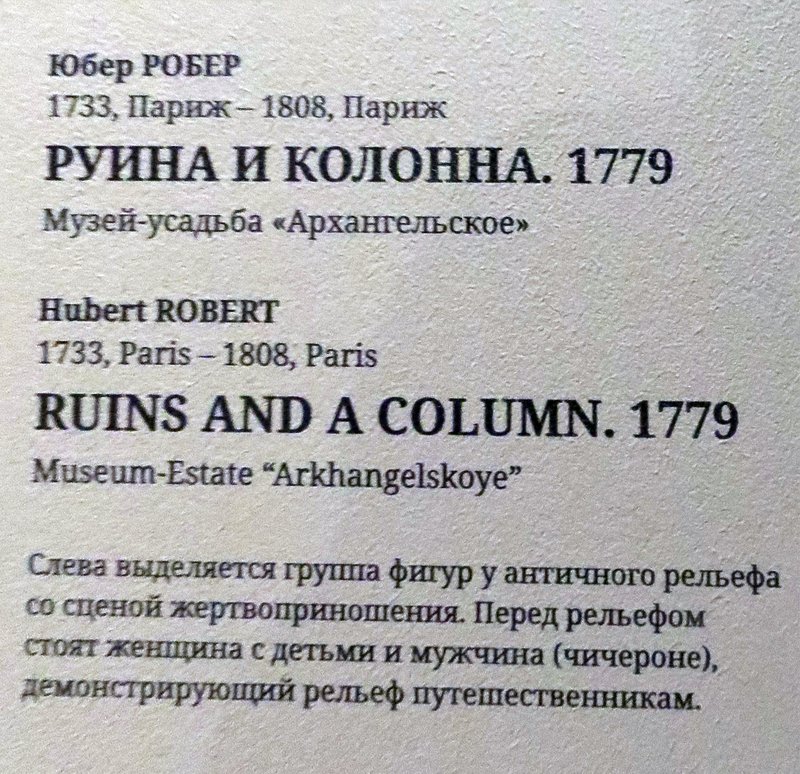 Юбер РОБЕР
1733, Париж – 1808, Париж
РУИНА И КОЛОННА. 1779
Музей-усадьба «Архангельское»
Hubert ROBERT
1733, Paris – 1808, Paris
RUINS AND A COLUMN. 1779
Museum-Estate “Arkhangelskoye”
Слева выделяется группа фигур у античного рельефа
со сценой жертвоприношения. Перед рельефом
стоят женщина с детьми и мужчина (чичероне),
демонстрирующий рельеф путешественникам.